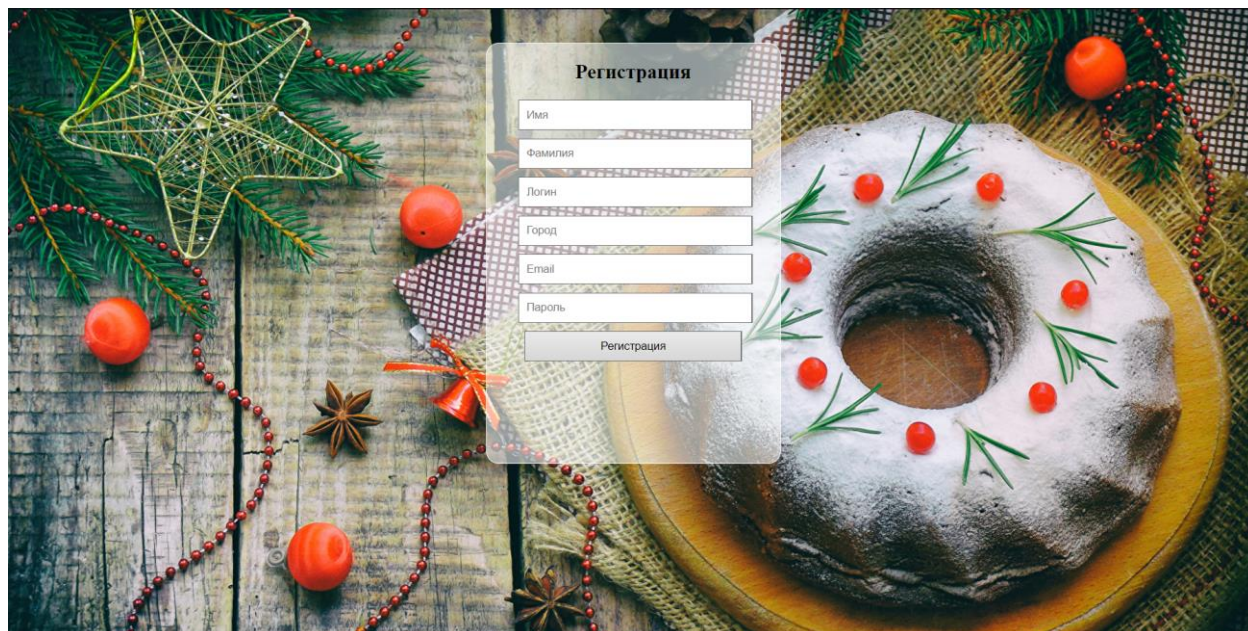 Регистрация
Имя
Фамилия
Логин
Город
Email
Пароль
Регистрация